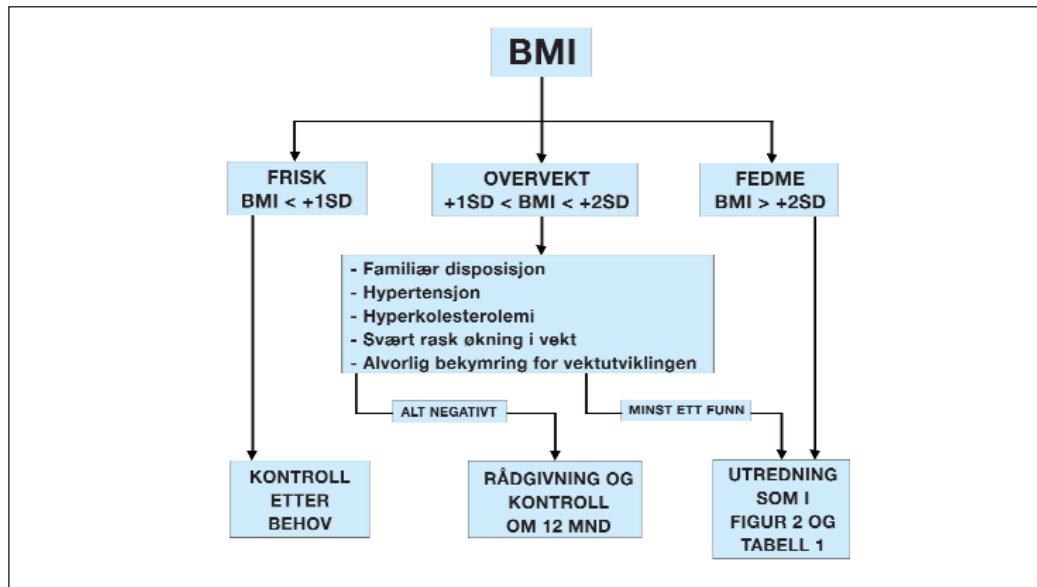 BMI
FRISK
BMI < +1SD
OVERVEKT
+1SD < BMI < +2SD
FEDME
BMI > +2SD
- Familiær disposisjon
- Hypertensjon
- Hyperkolesterolemi
- Svært rask økning i vekt
- Alvorlig bekymring for vektutviklingen
ALT NEGATIVT
MINST ETT FUNN
KONTROLL
ETTER
BEHOV
RÅDGIVNING OG
KONTROLL
OM 12 MND
UTREDNING
SOM I
FIGUR 2 OG
TABELL 1